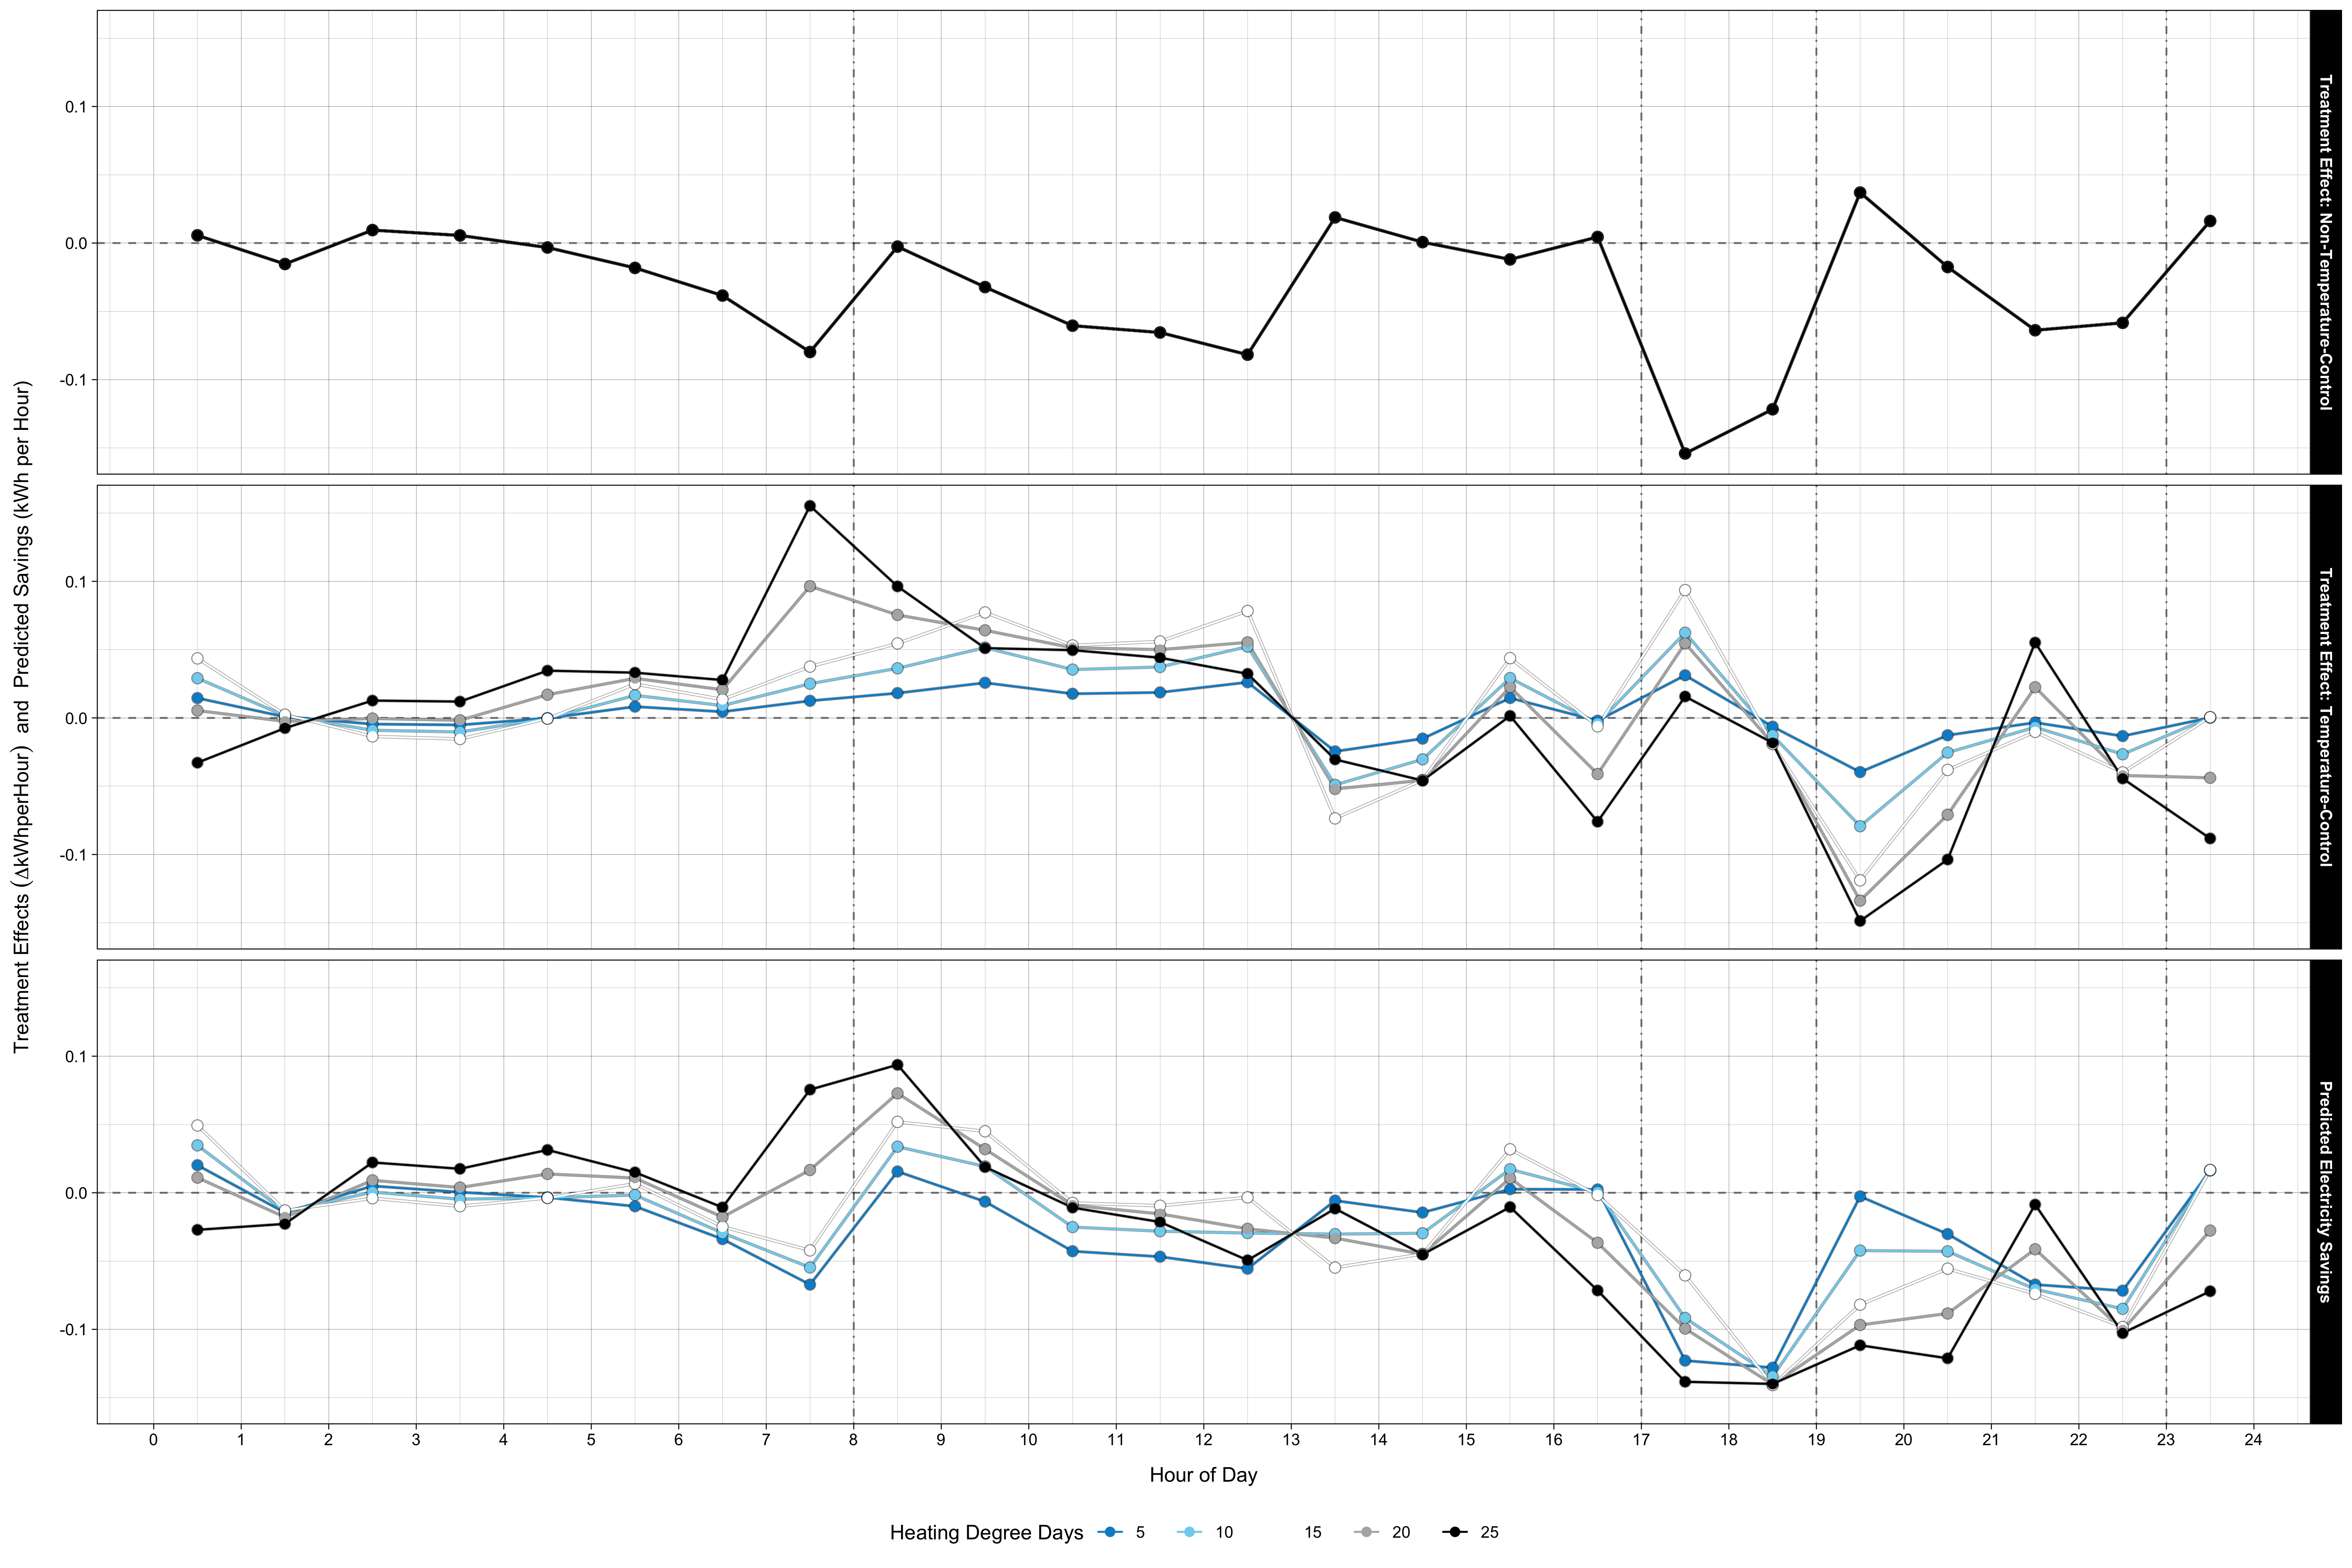 Treatment Effects (ΔkWhperHour)  and  Predicted Savings (kWh per Hour)
0.1
0.0
-0.1
Treatment Effect: Non-Temperature-Control
0.1
0.0
-0.1
Treatment Effect: Temperature-Control
0.1
0.0
-0.1
Predicted Electricity Savings
0 1 2 3 4 5 6 7 8 9 10 11 12 13 14 15 16 17 18 19 20 21 22 23 24
Hour of Day
Heating Degree Days 5 10 15 20 25